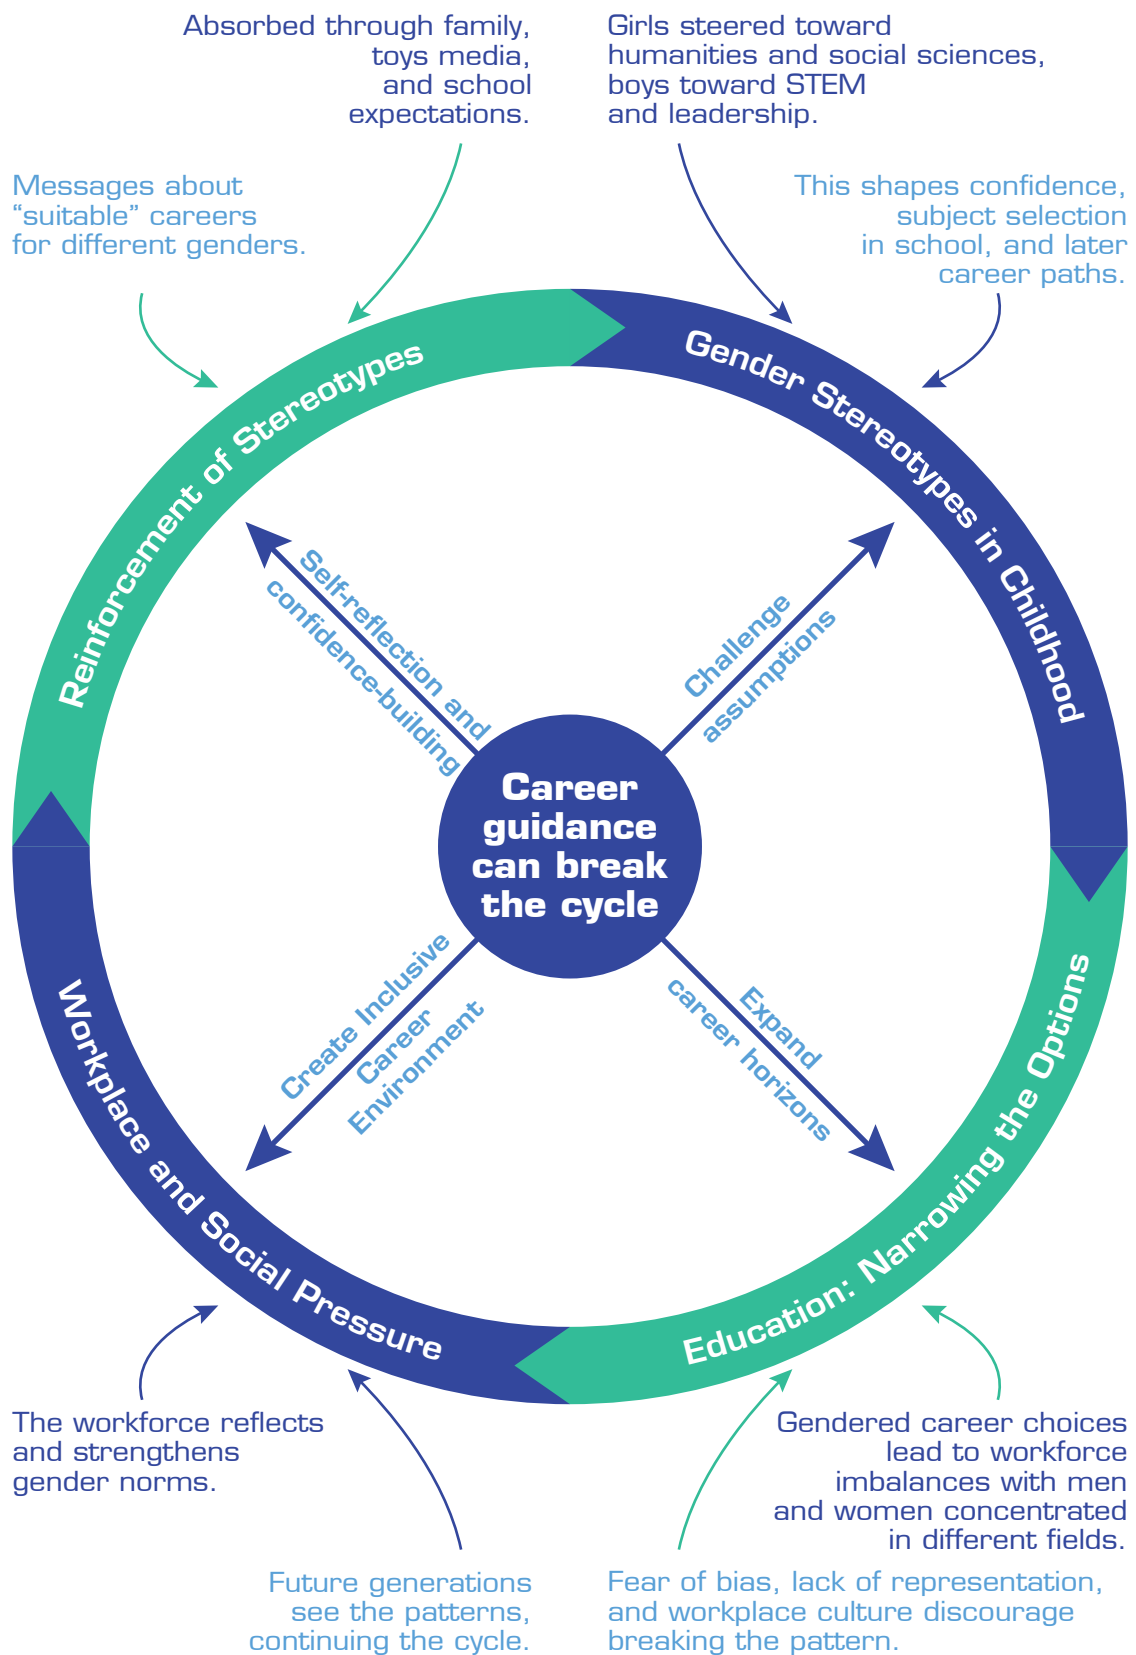 Absorbed through family,
toys media,
and school
expectations.
Girls steered toward
humanities and social sciences,
boys toward STEM
and leadership.
Messages about
“suitable” careers
for different genders.
This shapes confidence,
subject selection
in school, and later
career paths.
Reinforcement of Stereotypes
Gender Stereotypes in Childhood
Self-reflection and
confidence-building
Challenge
assumptions
Career
guidance
can break
the cycle
Create Inclusive
Career
Environment
Expand
career horizons
Workplace and Social Pressure
Education: Narrowing the Options
The workforce reflects
and strengthens
gender norms.
Gendered career choices
lead to workforce
imbalances with men
and women concentrated
in different fields.
Future generations
see the patterns,
continuing the cycle.
Fear of bias, lack of representation,
and workplace culture discourage
breaking the pattern.